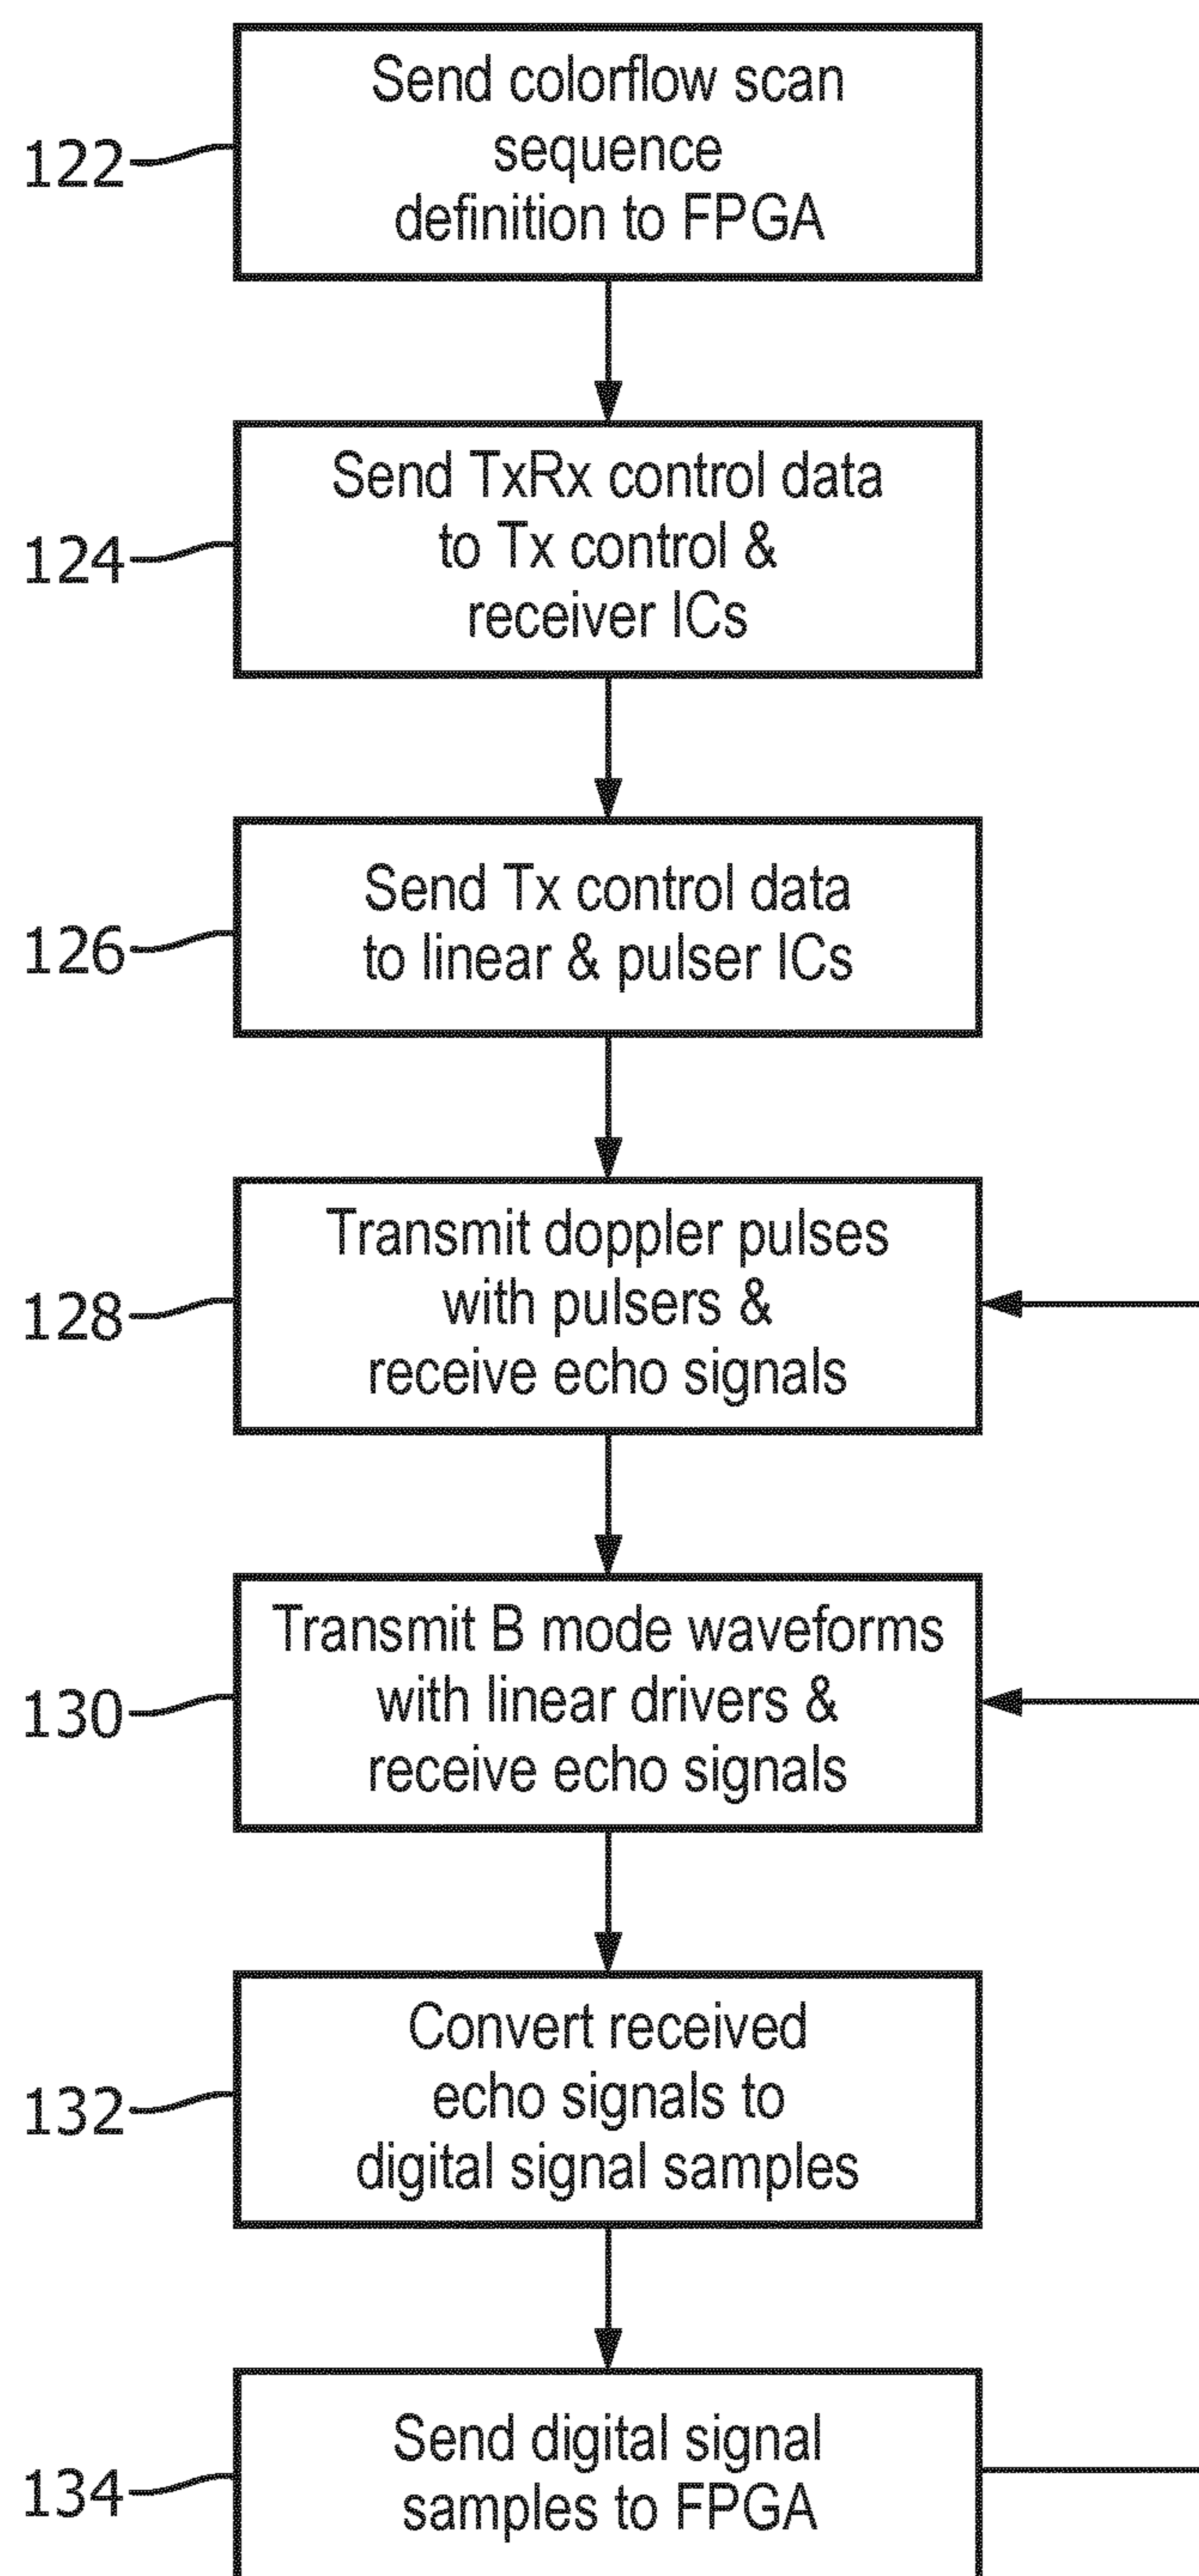 122
Send colorflow scan
sequence
definition to FPGA
124
Send TxRx control data
to Tx control &
receiver ICs
126
Send Tx control data
to linear & pulser ICs
128
Transmit doppler pulses
with pulsers &
receive echo signals
130
Transmit B mode waveforms
with linear drivers &
receive echo signals
132
Convert received
echo signals to
digital signal samples
134
Send digital signal
samples to FPGA